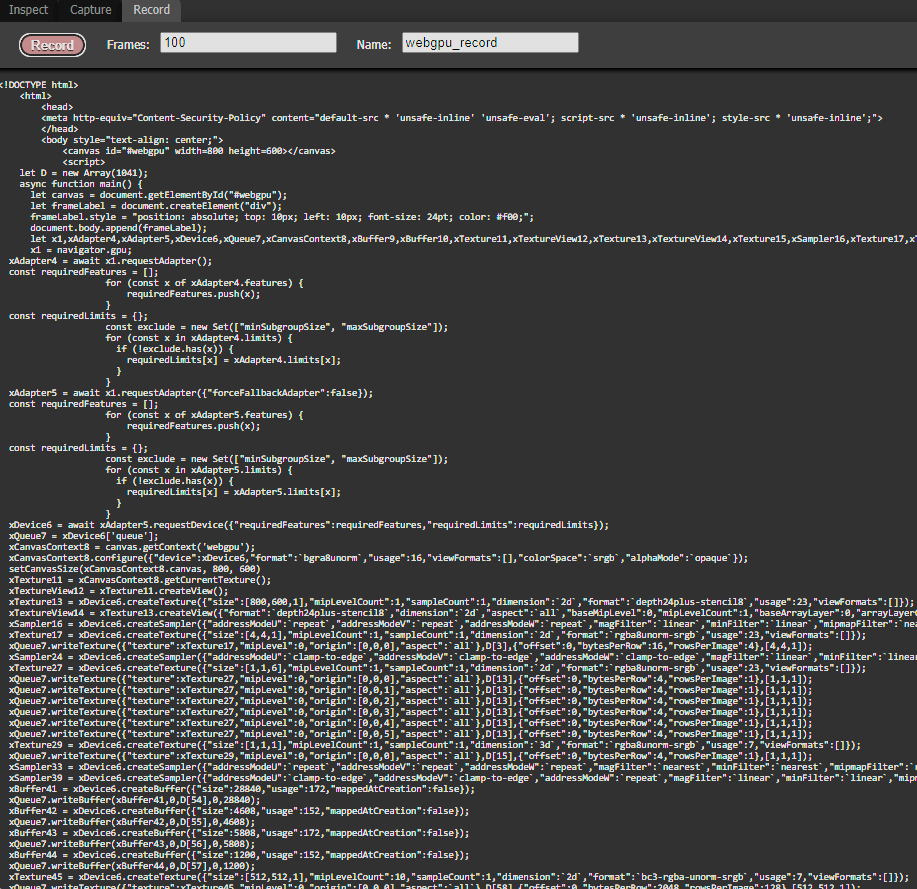 Inspect Capture Record
Record Frames: 100 Name: webgpu_record
<!DOCTYPE html>
<html>
<head>
<meta http-equiv="Content-Security-Policy" content="default-src * 'unsafe-inline' 'unsafe-eval'; script-src * 'unsafe-inline'; style-src * 'unsafe-inline';">
</head>
<body style="text-align: center;">
<canvas id="#webgpu" width=800 height=600></canvas>
<script>
let D = new Array(1041);
async function main() {
let canvas = document.getElementById("#webgpu");
let frameLabel = document.createElement("div");
frameLabel.style = "position: absolute; top: 10px; left: 10px; font-size: 24pt; color: #f00;";
document.body.append(frameLabel);
let x1,xAdapter4,xAdapter5,xDevice6,xQueue7,xCanvasContext8,xBuffer9,xBuffer10,xTexture11,xTextureView12,xTexture13,xTextureView14,xTexture15,xSampler16,xTexture17,xT
x1 = navigator.gpu;
xAdapter4 = await x1.requestAdapter();
const requiredFeatures = [];
for (const x of xAdapter4.features) {
requiredFeatures.push(x);
}
const requiredLimits = {};
const exclude = new Set(["minSubgroupSize", "maxSubgroupSize"]);
for (const x in xAdapter4.limits) {
if (!exclude.has(x)) {
requiredLimits[x] = xAdapter4.limits[x];
}
}
xAdapter5 = await x1.requestAdapter({"forceFallbackAdapter":false});
const requiredFeatures = [];
for (const x of xAdapter5.features) {
requiredFeatures.push(x);
}
const requiredLimits = {};
const exclude = new Set(["minSubgroupSize", "maxSubgroupSize"]);
for (const x in xAdapter5.limits) {
if (!exclude.has(x)) {
requiredLimits[x] = xAdapter5.limits[x];
}
}
xDevice6 = await xAdapter5.requestDevice({"requiredFeatures":requiredFeatures,"requiredLimits":requiredLimits});
xQueue7 = xDevice6['queue'];
xCanvasContext8 = canvas.getContext('webgpu');
xCanvasContext8.configure({"device":xDevice6,"format":`bgra8unorm`,"usage":16,"viewFormats":[],"colorSpace":`srgb`,"alphaMode":`opaque`});
setCanvasSize(xCanvasContext8.canvas, 800, 600)
xTexture11 = xCanvasContext8.getCurrentTexture();
xTextureView12 = xTexture11.createView();
xTexture13 = xDevice6.createTexture({"size":[800,600,1],"mipLevelCount":1,"sampleCount":1,"dimension":`2d`,"format":`depth24plus-stencil8`,"usage":23,"viewFormats":[]});
xTextureView14 = xTexture13.createView({"format":`depth24plus-stencil8`,"dimension":`2d`,"aspect":`all`,"baseMipLevel":0,"mipLevelCount":1,"baseArrayLayer":0,"arrayLayerC
xSampler16 = xDevice6.createSampler({"addressModeU":`repeat`,"addressModeV":`repeat`,"addressModeW":`repeat`,"magFilter":`linear`,"minFilter":`linear`,"mipmapFilter":`nea
xTexture17 = xDevice6.createTexture({"size":[4,4,1],"mipLevelCount":1,"sampleCount":1,"dimension":`2d`,"format":`rgba8unorm-srgb`,"usage":23,"viewFormats":[]});
xQueue7.writeTexture({"texture":xTexture17,"mipLevel":0,"origin":[0,0,0],"aspect":`all`},D[3],{"offset":0,"bytesPerRow":16,"rowsPerImage":4},[4,4,1]);
xSampler24 = xDevice6.createSampler({"addressModeU":`clamp-to-edge`,"addressModeV":`clamp-to-edge`,"addressModeW":`clamp-to-edge`,"magFilter":`linear`,"minFilter":`linear
xTexture27 = xDevice6.createTexture({"size":[1,1,6],"mipLevelCount":1,"sampleCount":1,"dimension":`2d`,"format":`rgba8unorm-srgb`,"usage":23,"viewFormats":[]});
xQueue7.writeTexture({"texture":xTexture27,"mipLevel":0,"origin":[0,0,0],"aspect":`all`},D[13],{"offset":0,"bytesPerRow":4,"rowsPerImage":1},[1,1,1]);
xQueue7.writeTexture({"texture":xTexture27,"mipLevel":0,"origin":[0,0,1],"aspect":`all`},D[13],{"offset":0,"bytesPerRow":4,"rowsPerImage":1},[1,1,1]);
xQueue7.writeTexture({"texture":xTexture27,"mipLevel":0,"origin":[0,0,2],"aspect":`all`},D[13],{"offset":0,"bytesPerRow":4,"rowsPerImage":1},[1,1,1]);
xQueue7.writeTexture({"texture":xTexture27,"mipLevel":0,"origin":[0,0,3],"aspect":`all`},D[13],{"offset":0,"bytesPerRow":4,"rowsPerImage":1},[1,1,1]);
xQueue7.writeTexture({"texture":xTexture27,"mipLevel":0,"origin":[0,0,4],"aspect":`all`},D[13],{"offset":0,"bytesPerRow":4,"rowsPerImage":1},[1,1,1]);
xQueue7.writeTexture({"texture":xTexture27,"mipLevel":0,"origin":[0,0,5],"aspect":`all`},D[13],{"offset":0,"bytesPerRow":4,"rowsPerImage":1},[1,1,1]);
xTexture29 = xDevice6.createTexture({"size":[1,1,1],"mipLevelCount":1,"sampleCount":1,"dimension":`3d`,"format":`rgba8unorm-srgb`,"usage":7,"viewFormats":[]});
xQueue7.writeTexture({"texture":xTexture29,"mipLevel":0,"origin":[0,0,0],"aspect":`all`},D[15],{"offset":0,"bytesPerRow":4,"rowsPerImage":1},[1,1,1]);
xSampler33 = xDevice6.createSampler({"addressModeU":`repeat`,"addressModeV":`repeat`,"addressModeW":`repeat`,"magFilter":`nearest`,"minFilter":`nearest`,"mipmapFilter":`n
xSampler39 = xDevice6.createSampler({"addressModeU":`clamp-to-edge`,"addressModeV":`clamp-to-edge`,"addressModeW":`repeat`,"magFilter":`linear`,"minFilter":`linear`,"mipm
xBuffer41 = xDevice6.createBuffer({"size":28840,"usage":172,"mappedAtCreation":false});
xQueue7.writeBuffer(xBuffer41,0,D[54],0,28840);
xBuffer42 = xDevice6.createBuffer({"size":4608,"usage":152,"mappedAtCreation":false});
xQueue7.writeBuffer(xBuffer42,0,D[55],0,4608);
xBuffer43 = xDevice6.createBuffer({"size":5808,"usage":172,"mappedAtCreation":false});
xQueue7.writeBuffer(xBuffer43,0,D[56],0,5808);
xBuffer44 = xDevice6.createBuffer({"size":1200,"usage":152,"mappedAtCreation":false});
xQueue7.writeBuffer(xBuffer44,0,D[57],0,1200);
xTexture45 = xDevice6.createTexture({"size":[512,512,1],"mipLevelCount":10,"sampleCount":1,"dimension":`2d`,"format":`bc3-rgba-unorm-srgb`,"usage":7,"viewFormats":[]});
xQueue7.writeTexture({"texture":xTexture45,"mipLevel":0,"origin":[0,0,0],"aspect":`all`},D[58],{"offset":0,"bytesPerRow":2048,"rowsPerImage":128},[512,512,1]);